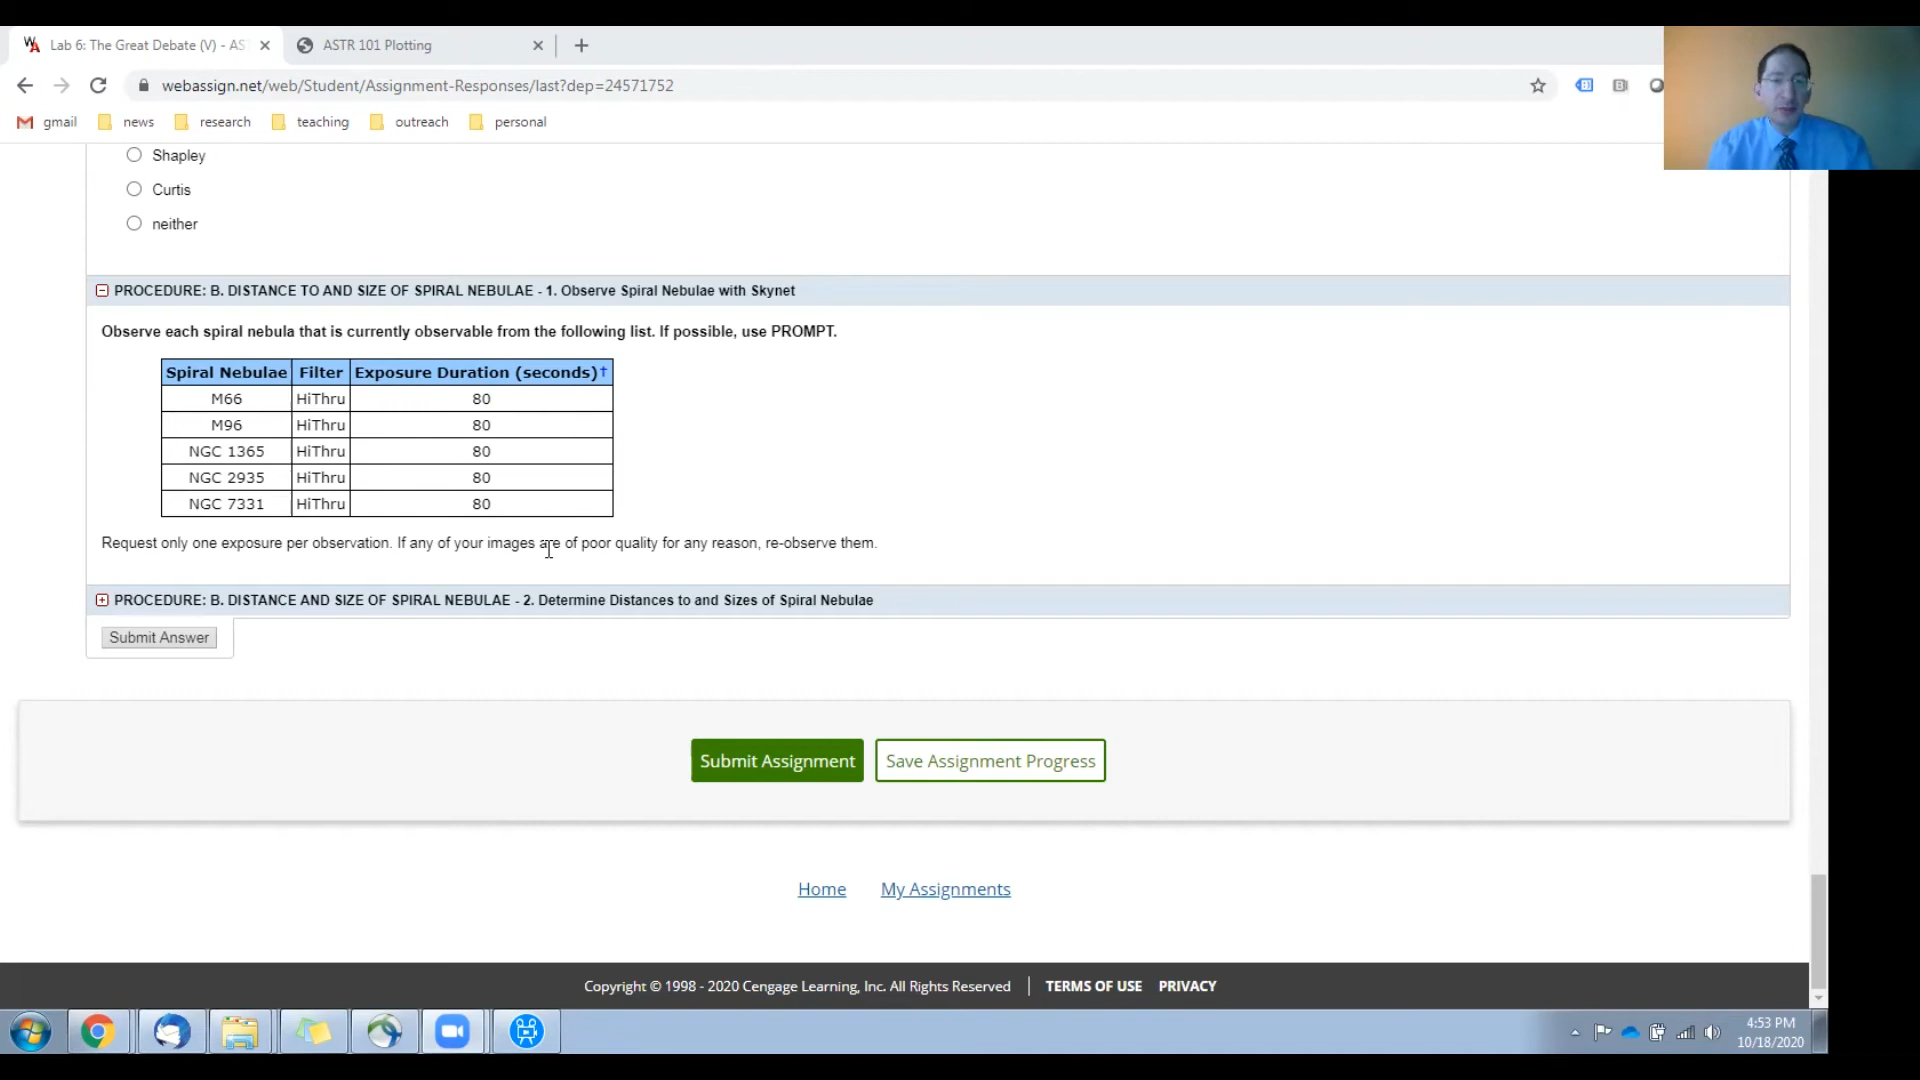 Lab 6: The Great Debate (V) - AS
ASTR 101 Plotting
webassign.net/web/Student/Assignment-Responses/last?dep=24571752
gmail
news
research
teaching
outreach
personal
Shapley
Curtis
neither
PROCEDURE: B. DISTANCE TO AND SIZE OF SPIRAL NEBULAE - 1. Observe Spiral Nebulae with Skynet
Observe each spiral nebula that is currently observable from the following list. If possible, use PROMPT.
Spiral Nebulae Filter Exposure Duration (seconds)†
M66 HiThru 80
M96 HiThru 80
NGC 1365 HiThru 80
NGC 2935 HiThru 80
NGC 7331 HiThru 80
Request only one exposure per observation. If any of your images are of poor quality for any reason, re-observe them.
PROCEDURE: B. DISTANCE AND SIZE OF SPIRAL NEBULAE - 2. Determine Distances to and Sizes of Spiral Nebulae
Submit Answer
Submit Assignment
Save Assignment Progress
Home
My Assignments
Copyright © 1998 - 2020 Cengage Learning, Inc. All Rights Reserved | TERMS OF USE PRIVACY
4:53 PM
10/18/2020